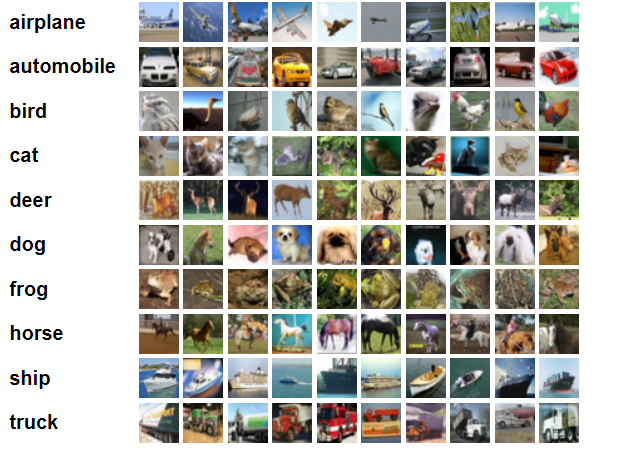 airplane
automobile
bird
cat
deer
dog
frog
horse
ship
truck